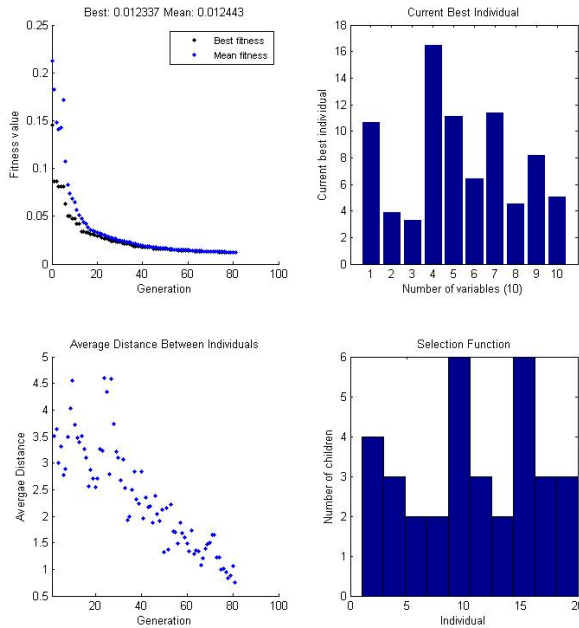 Best: 0.012337 Mean: 0.012443
0.25
0.2
0.15
0.1
0.05
0
Fitness value
Best fitness
Mean fitness
0 20 40 60 80 100
Generation
Current Best Individual
18
16
14
12
10
8
6
4
2
0
Current best individual
1 2 3 4 5 6 7 8 9 10
Number of variables (10)
Average Distance Between Individuals
5
4.5
4
3.5
3
2.5
2
1.5
1
0.5
Avergae Distance
20 40 60 80 100
Generation
Selection Function
6
5
4
3
2
1
0
Number of children
0 5 10 15 20
Individual